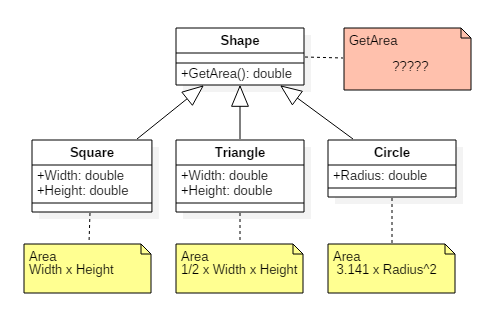 Shape
+GetArea(): double
GetArea
?????
Square
+Width: double
+Height: double
Triangle
+Width: double
+Height: double
Circle
+Radius: double
Area
Width x Height
Area
1/2 x Width x Height
Area
3.141 x Radius^2